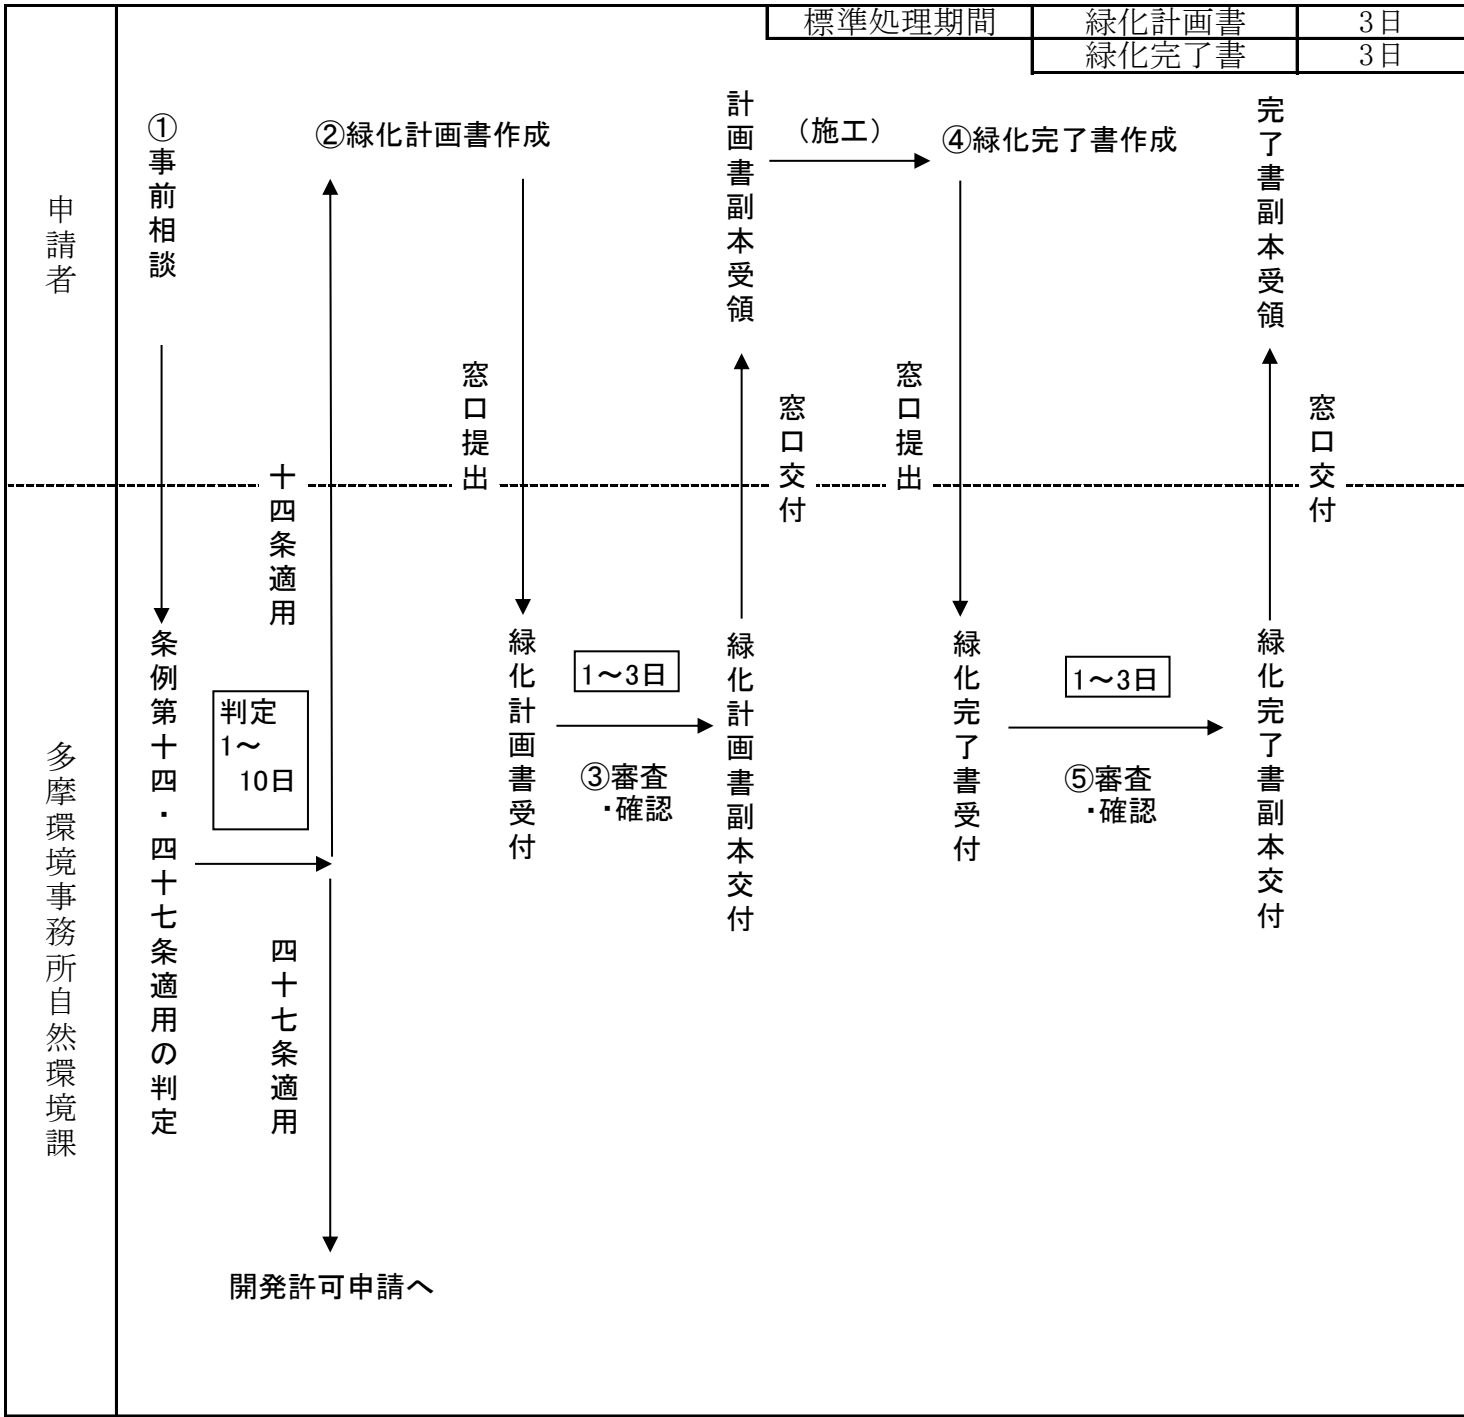 標準処理期間 緑化計画書 3日
緑化完了書 3日
申請者
①事前相談
②緑化計画書作成
計画書副本受領
（施工）
④緑化完了書作成
完了書副本受領
窓口提出
窓口交付
窓口提出
窓口交付
十四条適用
多摩環境事務所自然環境課
条例第十四・四十七条適用の判定
判定
1～
10日
四十七条適用
開発許可申請へ
緑化計画書受付
1～3日
③審査
・確認
緑化計画書副本交付
緑化完了書受付
1～3日
⑤審査
・確認
緑化完了書副本交付